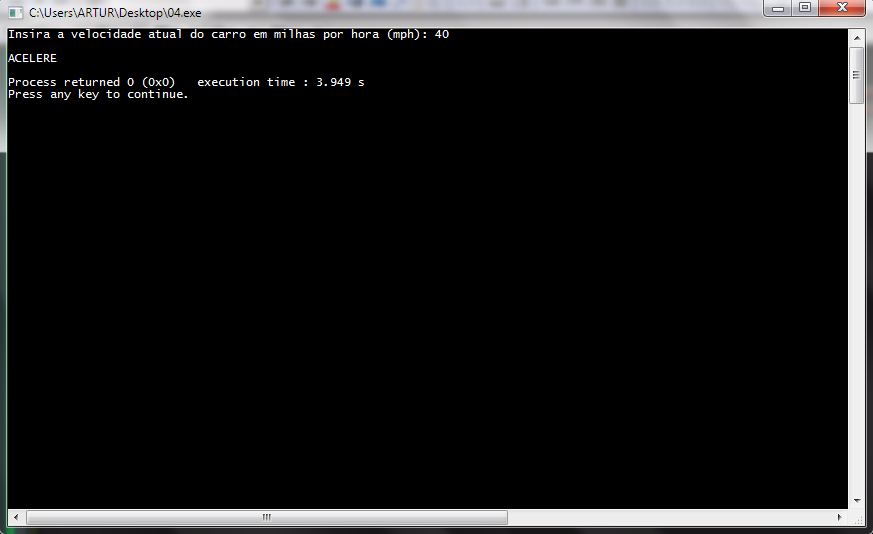 C:\Users\ARTUR\Desktop\04.exe
Insira a velocidade atual do carro em milhas por hora (mph): 40
ACELERE
Process returned 0 (0x0)   execution time : 3.949 s
Press any key to continue.